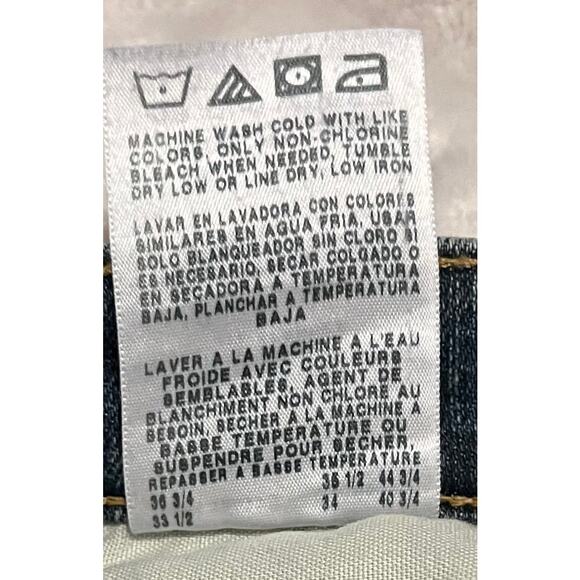 MACHINE WASH COLD WITH LIKE
COLORS, ONLY NON-CHLORINE
BLEACH WHEN NEEDED, TUMBLE
DRY LOW OR LINE DRY, LOW IRON
LAVAR EN LAVADORA CON COLORES
SIMILARES EN AGUA FRIA, USAR
SOLO BLANQUEADOR SIN CLORO SI
ES NECESARIO, SECAR COLGADO O
EN SECADORA A TEMPERATURA
BAJA, PLANCHAR A TEMPERATURA
BAJA
LAVER A LA MACHINE A L'EAU
FROIDE AVEC COULEURS
SEMBLABLES, AGENT DE
BLANCHIMENT NON CHLORE AU
BESOIN, SECHER A LA MACHINE A
BASSE TEMPERATURE OU
SUSPENDRE POUR SECHER,
REPASSER A BASSE TEMPERATURE
36 3/4 35 1/2 44 3/4
33 1/2 34 40 3/4